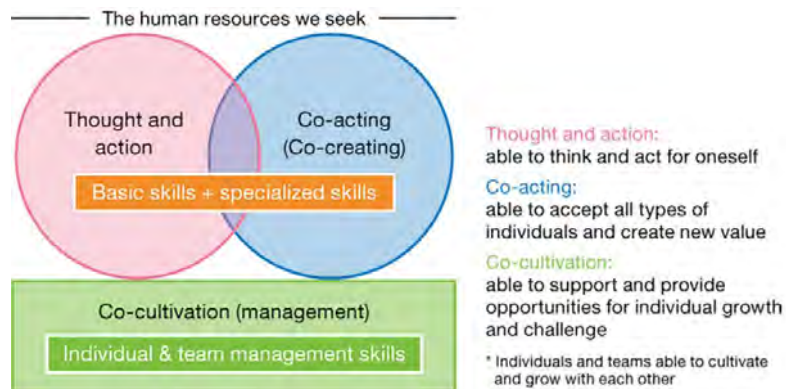 The human resources we seek
Thought and
action
Co-acting
(Co-creating)
Basic skills + specialized skills
Co-cultivation (management)
Individual & team management skills
Thought and action:
able to think and act for oneself
Co-acting:
able to accept all types of
individuals and create new value
Co-cultivation:
able to support and provide
opportunities for individual growth
and challenge
* Individuals and teams able to cultivate
and grow with each other